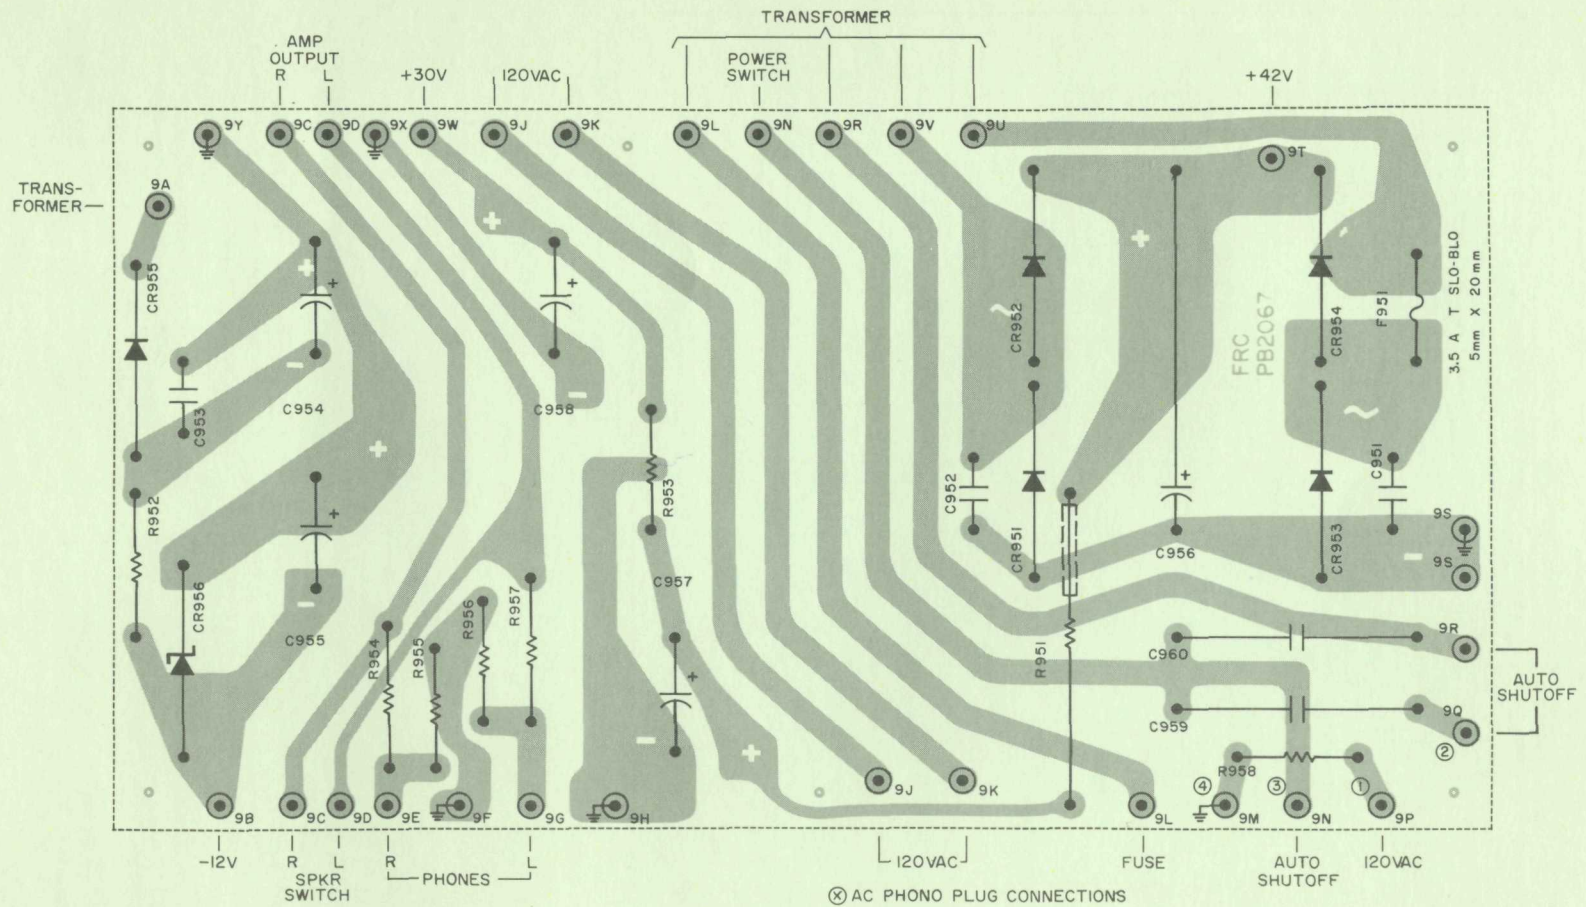 TRANSFORMER
AMP
OUTPUT
R L
+30V
120VAC
POWER
SWITCH
+42V
9Y 9C 9D 9X 9W 9J 9K 9L 9N 9R 9V 9U
9T
TRANS-
FORMER
9A
CR955
+
+
+
+
+
CR952
CR954
F951
3.5 A T SLO-BLO
5mm X 20mm
FRC
PB2067
~
~
-
-
C953
C954
C958
+
R952
R953
C952
CR951
+
C956
CR953
C951
-
9S
9S
+
CR956
C955
-
C957
R954
R955
R956
R957
R951
C960
9R
AUTO
SHUTOFF
+
-
+
C959
9Q
②
R958
④
③
①
9J
9K
9B 9C 9D 9E 9F 9G 9H 9L 9M 9N 9P
-12V
R L
SPKR
SWITCH
R PHONES L
120VAC
FUSE
AUTO
SHUTOFF
120VAC
ⓧ AC PHONO PLUG CONNECTIONS